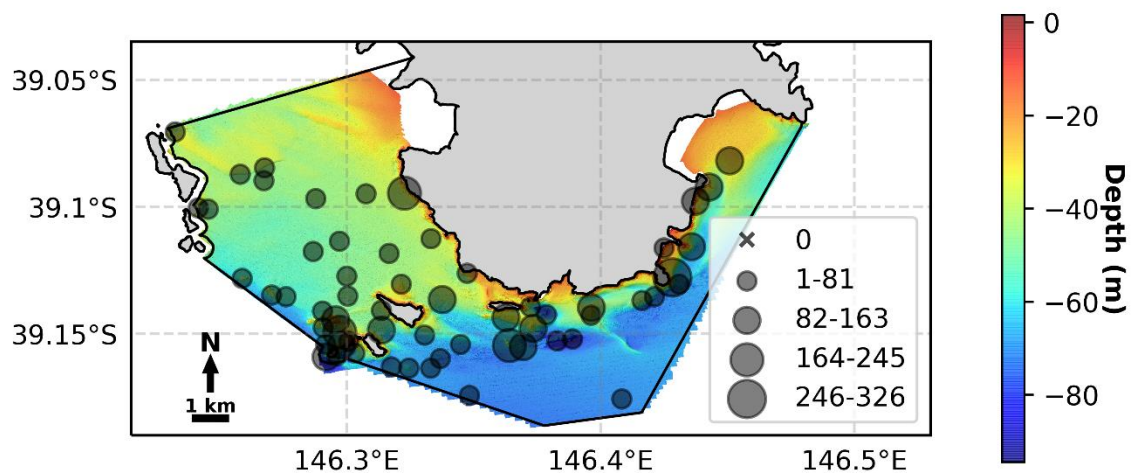 39.05°S
39.1°S
39.15°S
146.3°E
146.4°E
146.5°E
N
1 km
0
1-81
82-163
164-245
246-326
0
−20
−40
−60
−80
Depth (m)